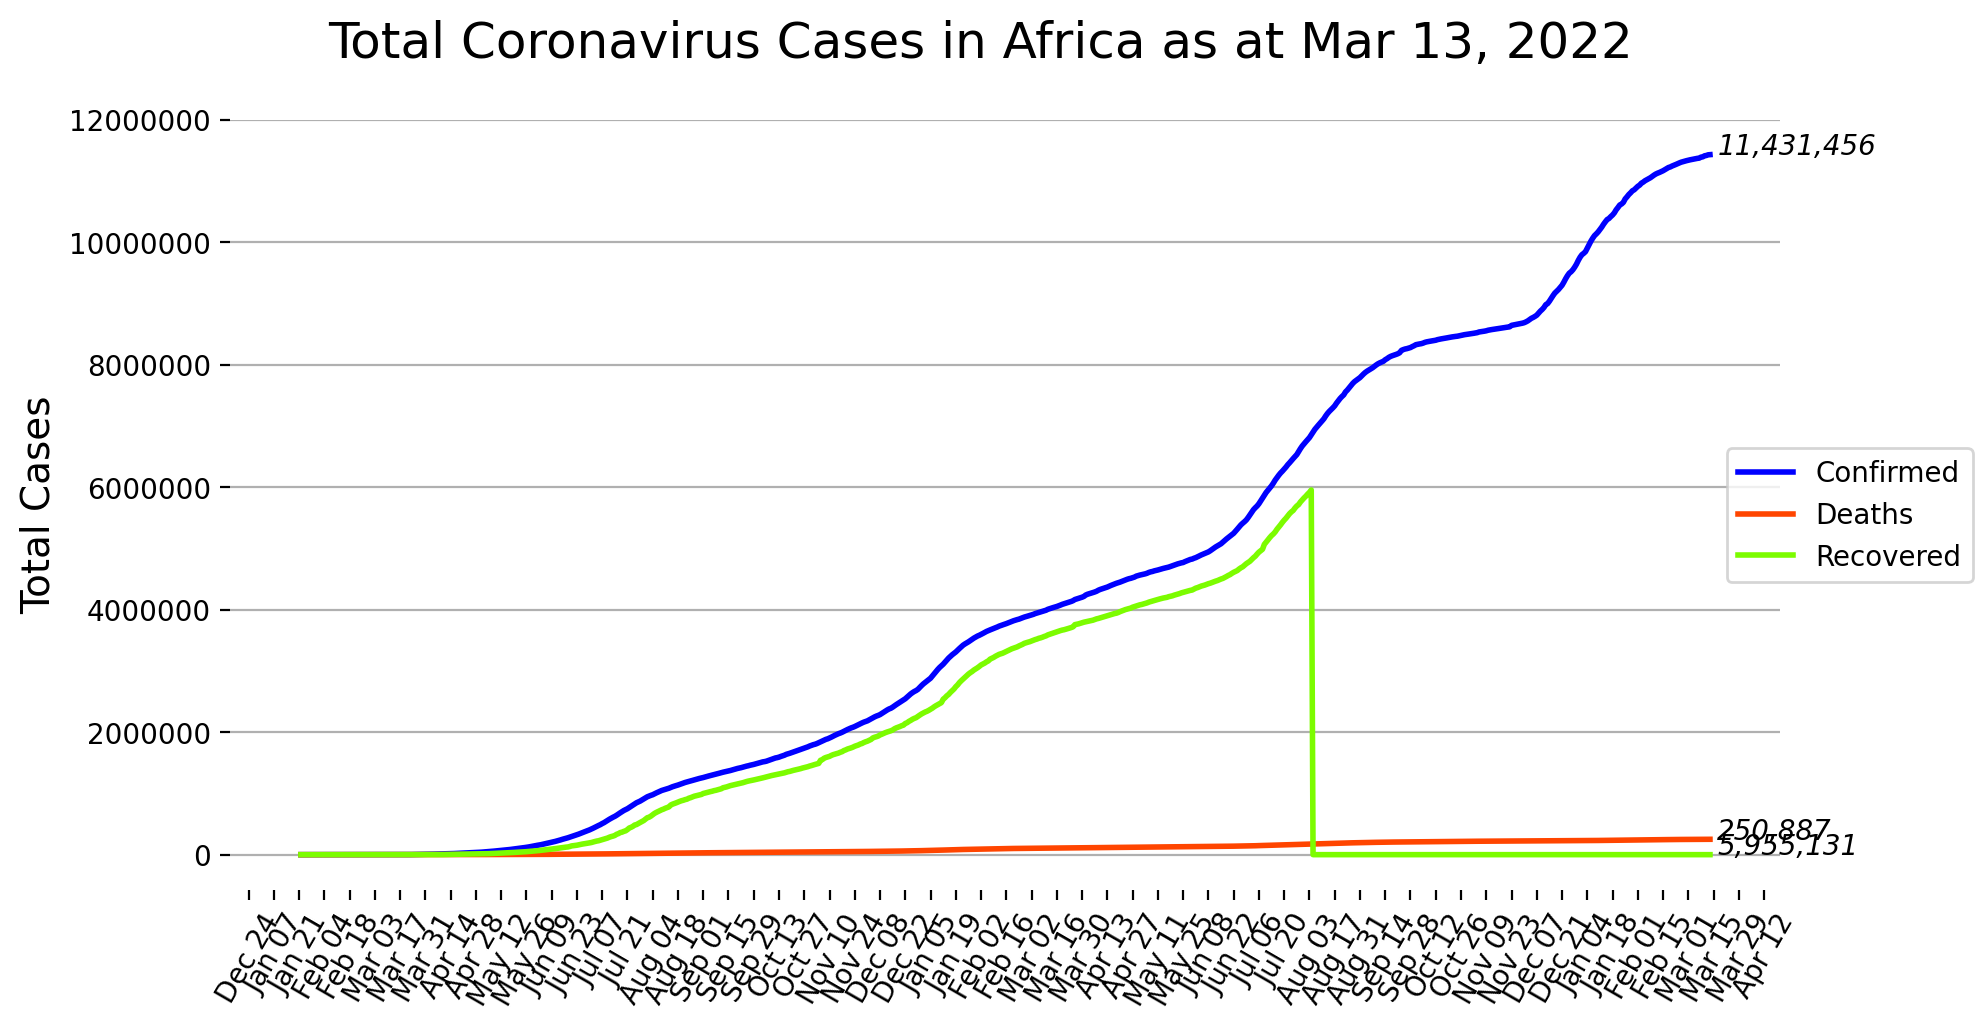 Total Coronavirus Cases in Africa as at Mar 13, 2022
Total Cases
12000000
10000000
8000000
6000000
4000000
2000000
0
11,431,456
250,887
5,955,131
Confirmed
Deaths
Recovered
Dec 24
Jan 07
Jan 21
Feb 04
Feb 18
Mar 03
Mar 17
Mar 31
Apr 14
Apr 28
May 12
May 26
Jun 09
Jun 23
Jul 07
Jul 21
Aug 04
Aug 18
Sep 01
Sep 15
Sep 29
Oct 13
Oct 27
Nov 10
Nov 24
Dec 08
Dec 22
Jan 05
Jan 19
Feb 02
Feb 16
Mar 02
Mar 16
Mar 30
Apr 13
Apr 27
May 11
May 25
Jun 08
Jun 22
Jul 06
Jul 20
Aug 03
Aug 17
Aug 31
Sep 14
Sep 28
Oct 12
Oct 26
Nov 09
Nov 23
Dec 07
Dec 21
Jan 04
Jan 18
Feb 01
Feb 15
Mar 01
Mar 15
Mar 29
Apr 12